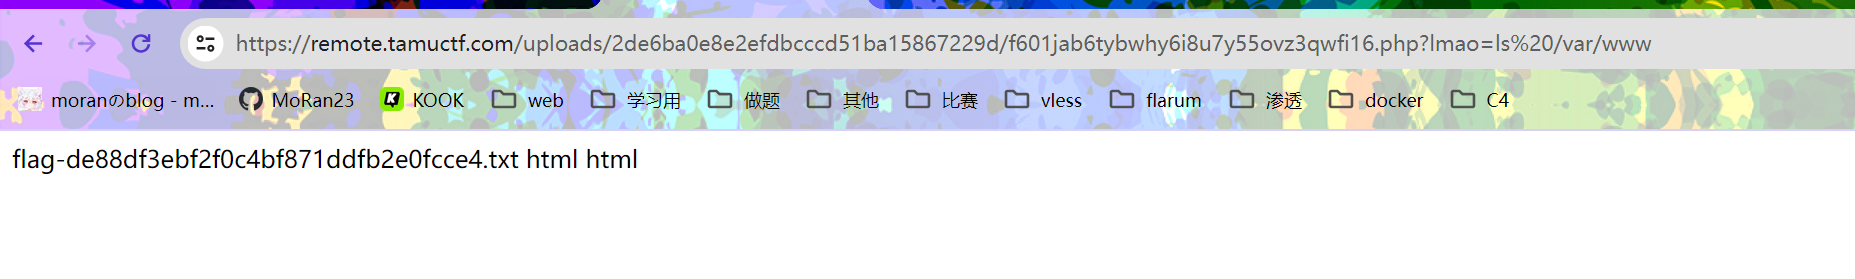 https://remote.tamuctf.com/uploads/2de6ba0e8e2efdbcccd51ba15867229d/f601jab6tybwhy6i8u7y55ovz3qwfi16.php?lmao=ls%20/var/www
moranのblog - m... MoRan23 KOOK web 学习用 做题 其他 比赛 vless flarum 渗透 docker C4
flag-de88df3ebf2f0c4bf871ddfb2e0fcce4.txt html html